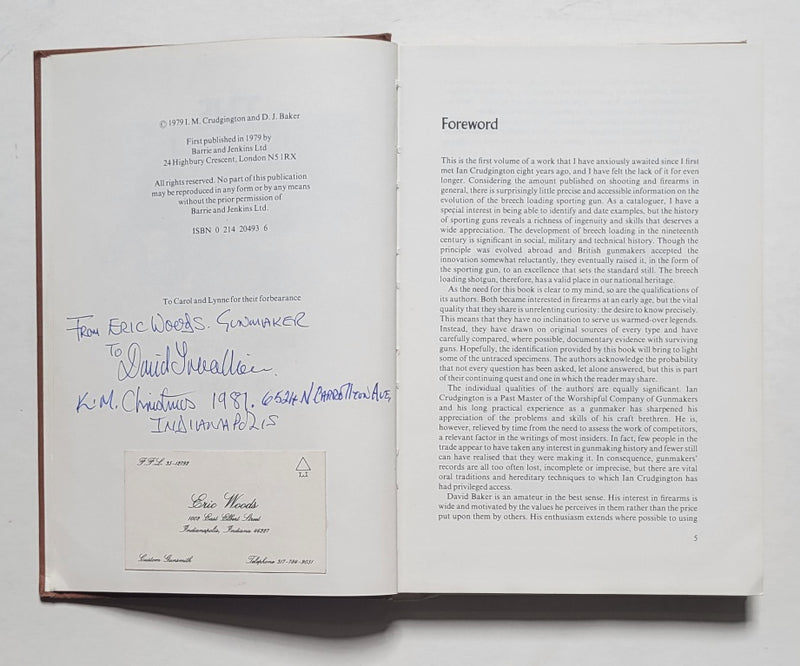 © 1979 I. M. Crudgington and D. J. Baker
First published in 1979 by
Barrie and Jenkins Ltd
24 Highbury Crescent, London N5 1RX
All rights reserved. No part of this publication
may be reproduced in any form or by any means
without the prior permission of
Barrie and Jenkins Ltd.
ISBN 0 214 20493 6
To Carol and Lynne for their forbearance
FROM ERIC WOODS. GUNMAKER
TO
David
K.M. Christmas 1981. 6524 N CARROLLTON AVE,
INDIANAPOLIS
F.F.L. 35-12798
Eric Woods
1002 East Elbert Street
Indianapolis, Indiana 46227
Custom Gunsmith
Telephone 317-784-9031
Foreword
This is the first volume of a work that I have anxiously awaited since I first
met Ian Crudgington eight years ago, and I have felt the lack of it for even
longer. Considering the amount published on shooting and firearms in
general, there is surprisingly little precise and accessible information on the
evolution of the breech loading sporting gun. As a cataloguer, I have a
special interest in being able to identify and date examples, but the history
of sporting guns reveals a richness of ingenuity and skills that deserves a
wide appreciation. The development of breech loading in the nineteenth
century is significant in social, military and technical history. Though the
principle was evolved abroad and British gunmakers accepted the
innovation somewhat reluctantly, they eventually raised it, in the form of
the sporting gun, to an excellence that sets the standard still. The breech
loading shotgun, therefore, has a valid place in our national heritage.
As the need for this book is clear to my mind, so are the qualifications of
its authors. Both became interested in firearms at an early age, but the vital
quality that they share is unrelenting curiosity: the desire to know precisely.
This means that they have no inclination to serve us warmed-over legends.
Instead, they have drawn on original sources of every type and have
carefully compared, where possible, documentary evidence with surviving
guns. Hopefully, the identification provided by this book will bring to light
some of the untraced specimens. The authors acknowledge the probability
that not every question has been asked, let alone answered, but this is part
of their continuing quest and one in which the reader may share.
The individual qualities of the authors are equally significant. Ian
Crudgington is a Past Master of the Worshipful Company of Gunmakers
and his long practical experience as a gunmaker has sharpened his
appreciation of the problems and skills of his craft brethren. He is,
however, relieved by time from the need to assess the work of competitors,
a relevant factor in the writings of most insiders. In fact, few people in the
trade appear to have taken any interest in gunmaking history and fewer still
can have realised that they were making it. In consequence, gunmakers'
records are all too often lost, incomplete or imprecise, but there are vital
oral traditions and hereditary techniques to which Ian Crudgington has
had privileged access.
David Baker is an amateur in the best sense. His interest in firearms is
wide and motivated by the values he perceives in them rather than the price
put upon them by others. His enthusiasm extends where possible to using
5